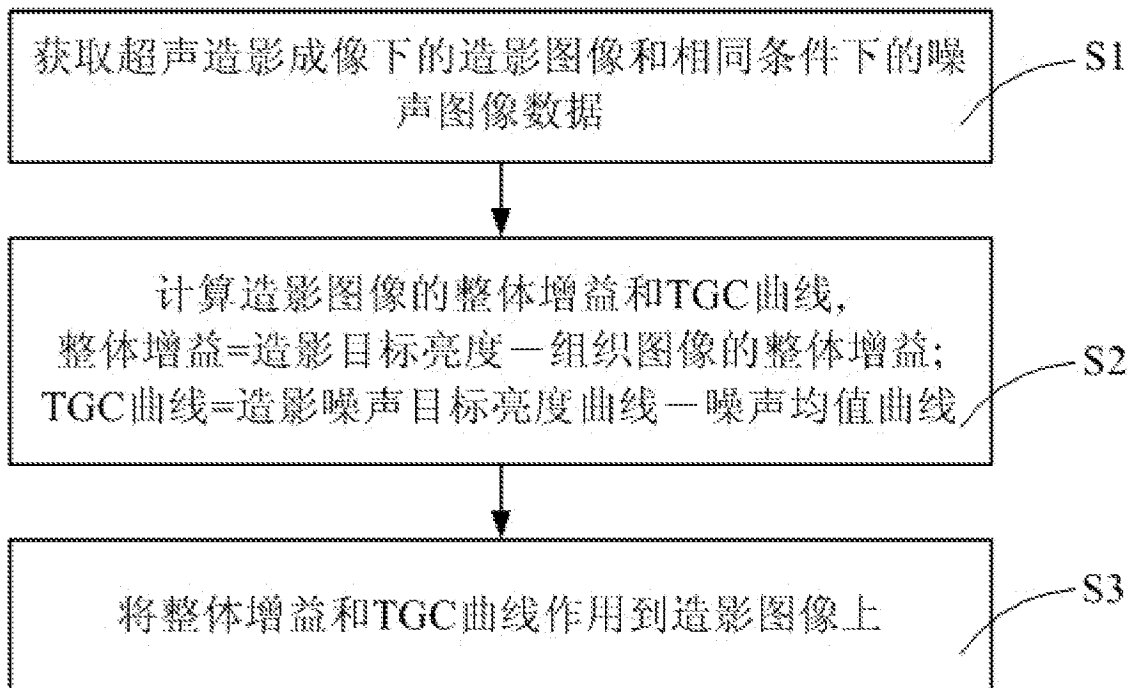 获取超声造影成像下的造影图像和相同条件下的噪
声图像数据
S1
计算造影图像的整体增益和TGC曲线,
整体增益=造影目标亮度－组织图像的整体增益;
TGC曲线=造影噪声目标亮度曲线－噪声均值曲线
S2
将整体增益和TGC曲线作用到造影图像上
S3